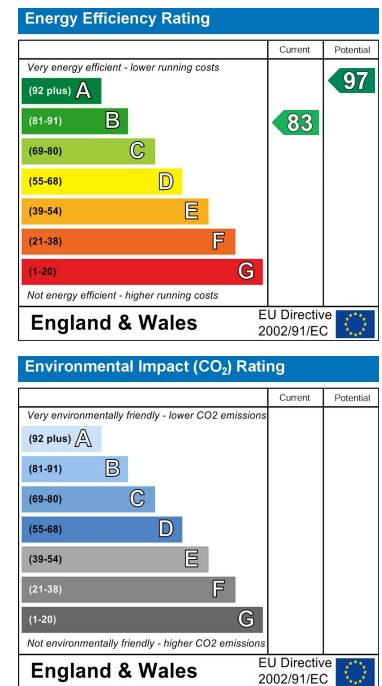 Energy Efficiency Rating
Current Potential
Very energy efficient - lower running costs
(92 plus) A
97
(81-91) B
83
(69-80) C
(55-68) D
(39-54) E
(21-38) F
(1-20) G
Not energy efficient - higher running costs
England & Wales
EU Directive
2002/91/EC
Environmental Impact (CO₂) Rating
Current Potential
Very environmentally friendly - lower CO2 emissions
(92 plus) A
(81-91) B
(69-80) C
(55-68) D
(39-54) E
(21-38) F
(1-20) G
Not environmentally friendly - higher CO2 emissions
England & Wales
EU Directive
2002/91/EC